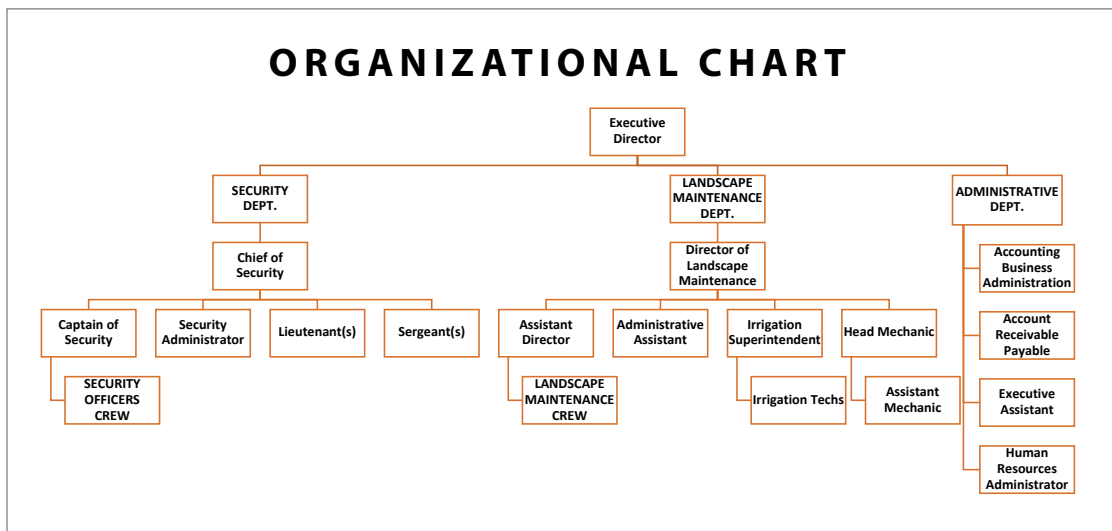 ORGANIZATIONAL CHART
Executive
Director
SECURITY
DEPT.
LANDSCAPE
MAINTENANCE
DEPT.
ADMINISTRATIVE
DEPT.
Chief of
Security
Director of
Landscape
Maintenance
Captain of
Security
Security
Administrator
Lieutenant(s)
Sergeant(s)
SECURITY
OFFICERS
CREW
Assistant
Director
Administrative
Assistant
Irrigation
Superintendent
Head Mechanic
LANDSCAPE
MAINTENANCE
CREW
Irrigation Techs
Assistant
Mechanic
Accounting
Business
Administration
Account
Receivable
Payable
Executive
Assistant
Human
Resources
Administrator